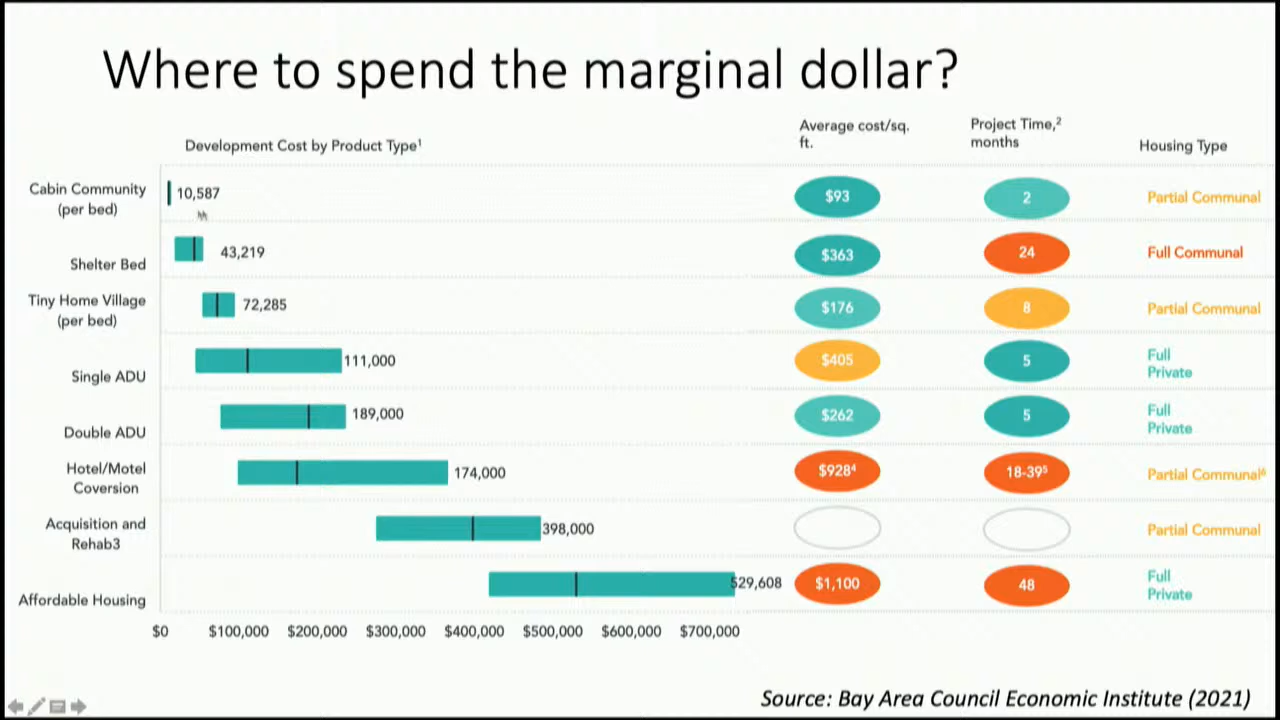 Where to spend the marginal dollar?
Development Cost by Product Type¹
Average cost/sq.
ft.
Project Time,²
months
Housing Type
Cabin Community
(per bed)
10,587
$93
2
Partial Communal
Shelter Bed
43,219
$363
24
Full Communal
Tiny Home Village
(per bed)
72,285
$176
8
Partial Communal
Single ADU
111,000
$405
5
Full
Private
Double ADU
189,000
$262
5
Full
Private
Hotel/Motel
Coversion
174,000
$928⁴
18-39⁵
Partial Communal⁶
Acquisition and
Rehab3
398,000
Partial Communal
Affordable Housing
529,608
$1,100
48
Full
Private
$0 $100,000 $200,000 $300,000 $400,000 $500,000 $600,000 $700,000
Source: Bay Area Council Economic Institute (2021)